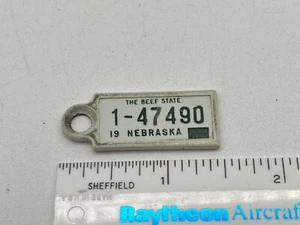 THE BEEF STATE
1-47490
19 NEBRASKA
SHEFFIELD 1 2
Raytheon Aircraf